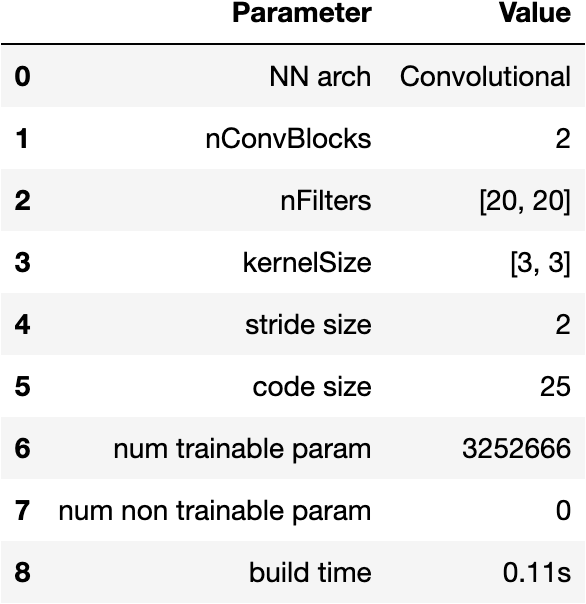 Parameter Value
0 NN arch Convolutional
1 nConvBlocks 2
2 nFilters [20, 20]
3 kernelSize [3, 3]
4 stride size 2
5 code size 25
6 num trainable param 3252666
7 num non trainable param 0
8 build time 0.11s